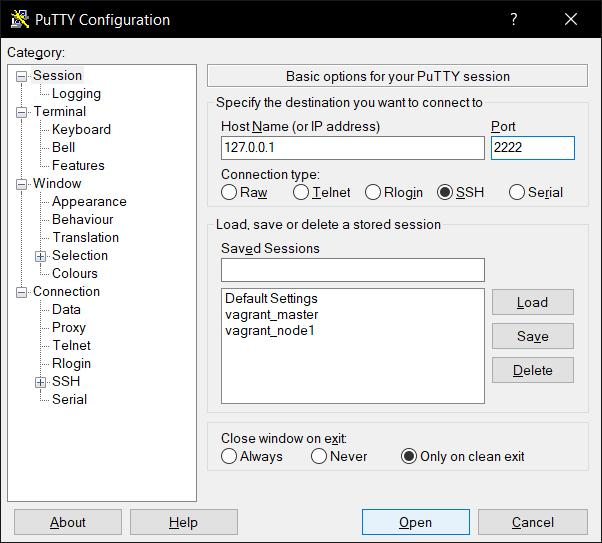 PuTTY Configuration
?
Category:
Session
Logging
Terminal
Keyboard
Bell
Features
Window
Appearance
Behaviour
Translation
Selection
Colours
Connection
Data
Proxy
Telnet
Rlogin
SSH
Serial
Basic options for your PuTTY session
Specify the destination you want to connect to
Host Name (or IP address) Port
127.0.0.1 2222
Connection type:
Raw Telnet Rlogin SSH Serial
Load, save or delete a stored session
Saved Sessions
Default Settings
vagrant_master
vagrant_node1
Load
Save
Delete
Close window on exit:
Always Never Only on clean exit
About Help Open Cancel